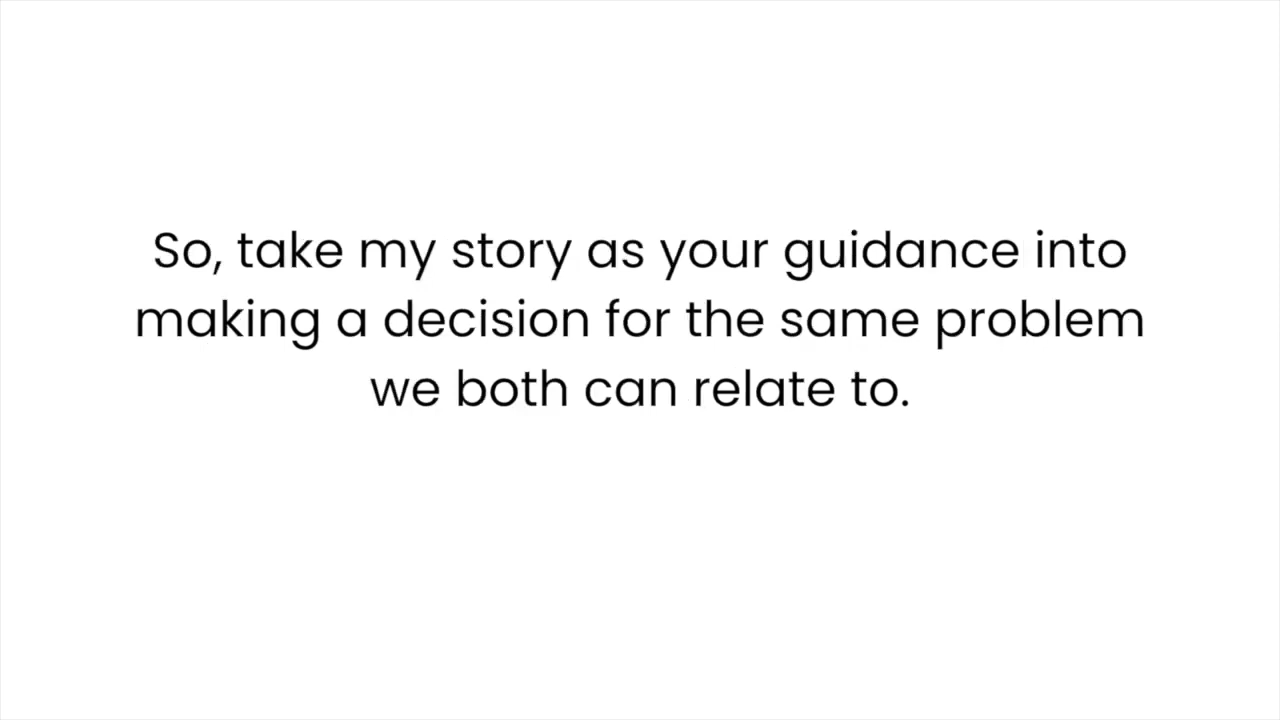 So, take my story as your guidance into
making a decision for the same problem
we both can relate to.